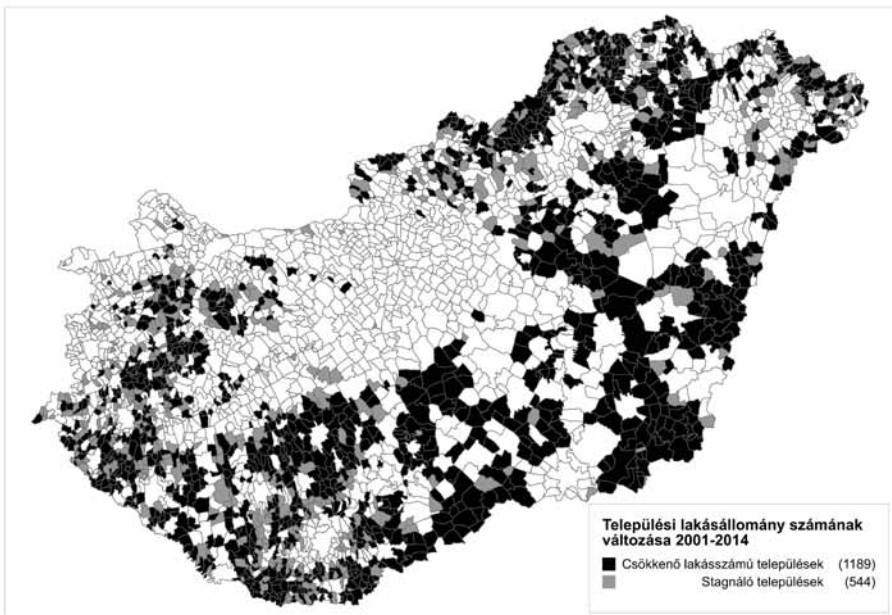 Települési lakásállomány számának
változása 2001-2014
Csökkenő lakásszámú települések (1189)
Stagnáló települések (544)